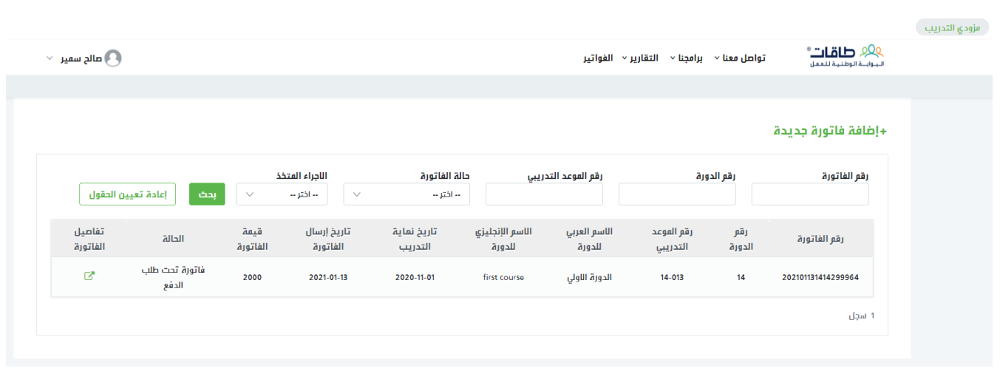 مزودي التدريب
طاقات
البوابة الوطنية للعمل
تواصل معنا
برامجنا
التقارير
الفواتير
صالح سمير
+إضافة فاتورة جديدة
رقم الفاتورة
رقم الدورة
رقم الموعد التدريبي
حالة الفاتورة
الاجراء المتخذ
-- اختر --
-- اختر --
بحث
إعادة تعيين الحقول
رقم الفاتورة
رقم الدورة
رقم الموعد التدريبي
الاسم العربي للدورة
الاسم الإنجليزي للدورة
تاريخ نهاية التدريب
تاريخ إرسال الفاتورة
قيمة الفاتورة
الحالة
تفاصيل الفاتورة
202101131414299964
14
14-013
الدورة الاولي
first course
2020-11-01
2021-01-13
2000
فاتورة تحت طلب الدفع
1 سجل